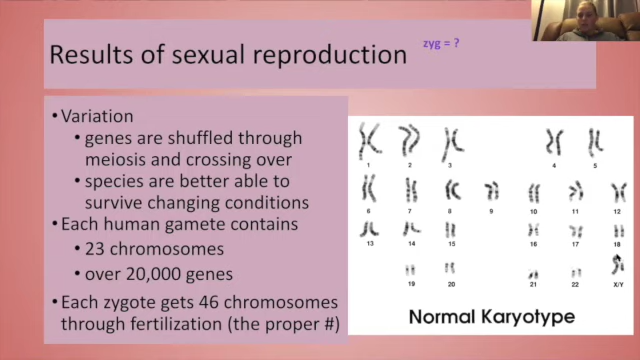 Results of sexual reproduction
zyg = ?
• Variation
• genes are shuffled through
meiosis and crossing over
• species are better able to
survive changing conditions
• Each human gamete contains
• 23 chromosomes
• over 20,000 genes
• Each zygote gets 46 chromosomes
through fertilization (the proper #)
1 2 3 4 5
6 7 8 9 10 11 12
13 14 15 16 17 18
19 20 21 22 X/Y
Normal Karyotype